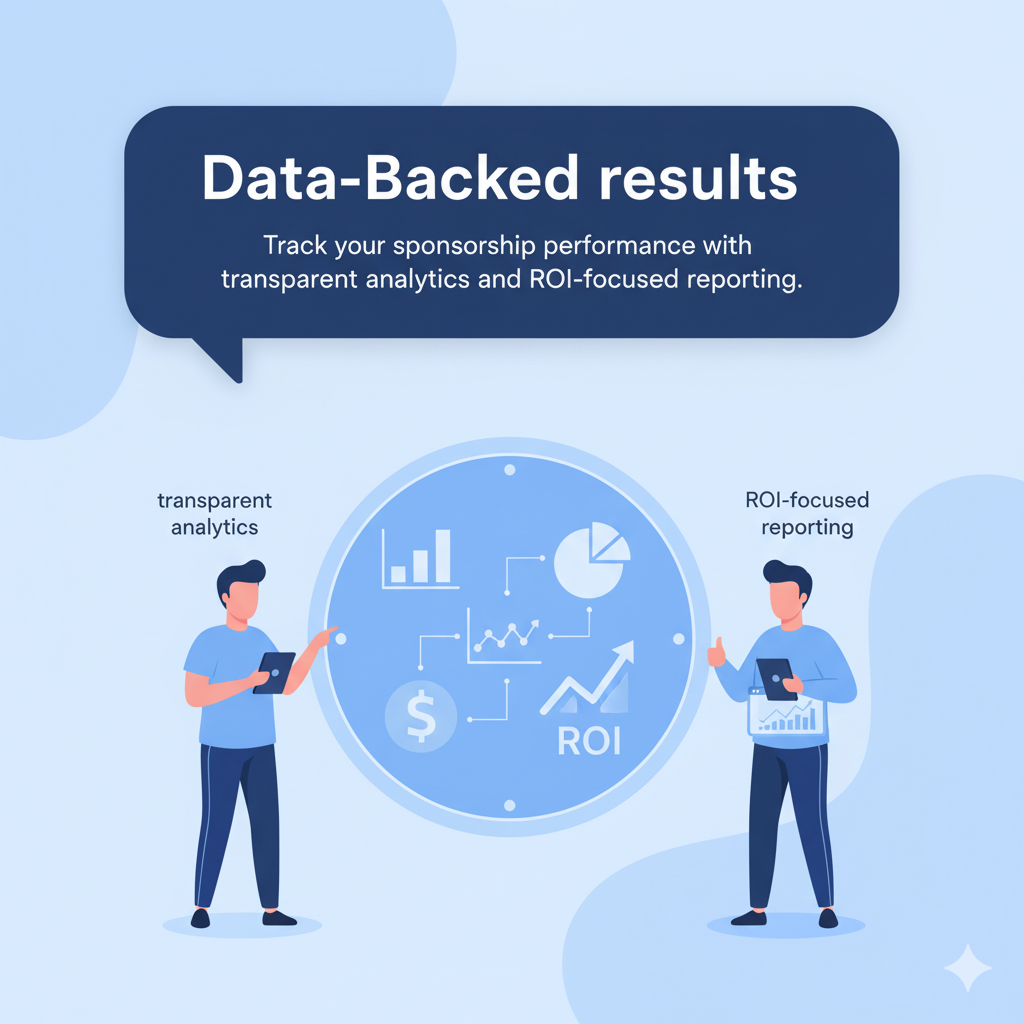 Data-Backed results
Track your sponsorship performance with
transparent analytics and ROI-focused reporting.
transparent
analytics
ROI-focused
reporting
$
ROI